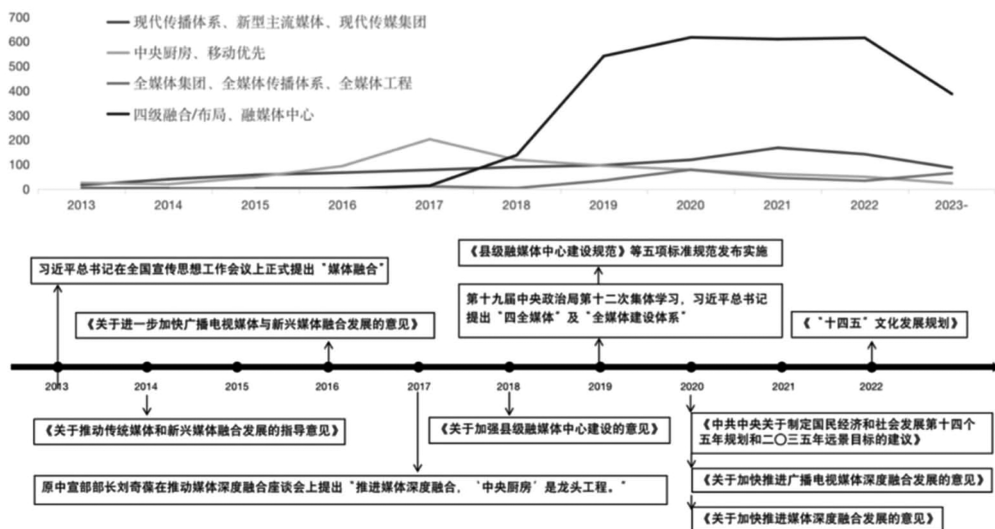 700
600
500
400
300
200
100
0
现代传播体系、新型主流媒体、现代传媒集团
中央厨房、移动优先
全媒体集团、全媒体传播体系、全媒体工程
四级融合/布局、融媒体中心
2013 2014 2015 2016 2017 2018 2019 2020 2021 2022 2023-
《县级融媒体中心建设规范》等五项标准规范发布实施
习近平总书记在全国宣传思想工作会议上正式提出“媒体融合”
第十九届中央政治局第十二次集体学习，习近平总书记
提出“四全媒体”及“全媒体建设体系”
《关于进一步加快广播电视媒体与新兴媒体融合发展的意见》
《“十四五”文化发展规划》
2013 2014 2015 2016 2017 2018 2019 2020 2021 2022
《关于推动传统媒体和新兴媒体融合发展的指导意见》
《关于加强县级融媒体中心建设的意见》
《中共中央关于制定国民经济和社会发展第十四个
五年规划和二〇三五年远景目标的建议》
《关于加快推进广播电视媒体深度融合发展的意见》
原中宣部部长刘奇葆在推动媒体深度融合座谈会上提出“推进媒体深度融合，‘中央厨房’是龙头工程。”
《关于加快推进媒体深度融合发展的意见》